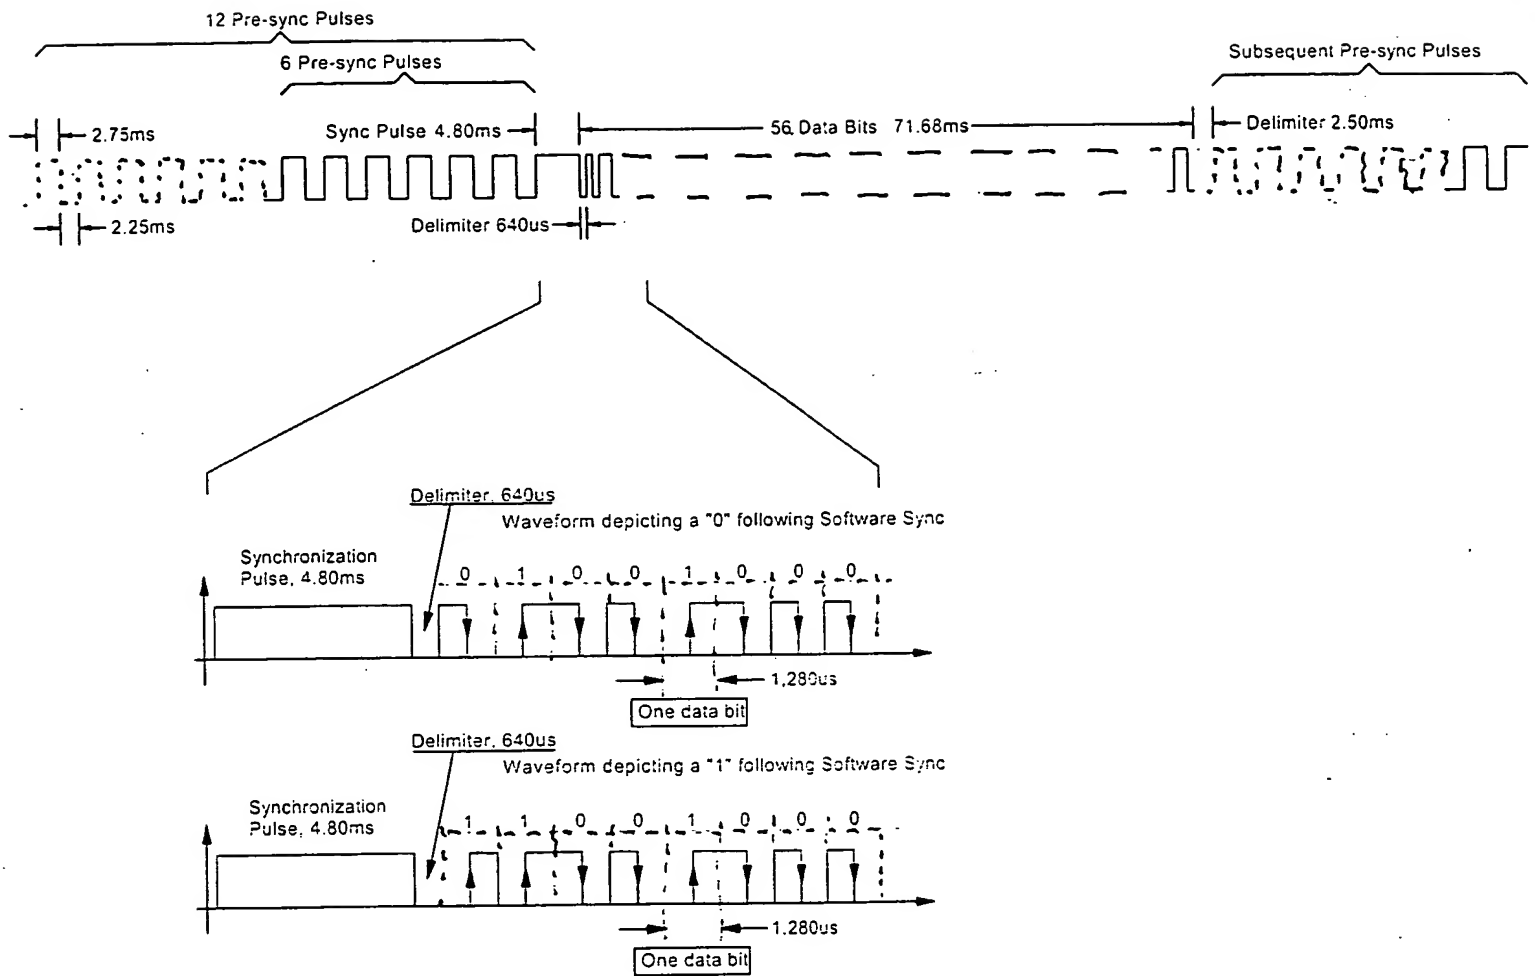 12 Pre-sync Pulses
6 Pre-sync Pulses
Subsequent Pre-sync Pulses
2.75ms
Sync Pulse 4.80ms
56 Data Bits 71.68ms
Delimiter 2.50ms
2.25ms
Delimiter 640us
Delimiter, 640us
Waveform depicting a "0" following Software Sync
Synchronization
Pulse, 4.80ms
0 1 0 0 1 0 0 0
1,280us
One data bit
Delimiter, 640us
Waveform depicting a "1" following Software Sync
Synchronization
Pulse, 4.80ms
1 1 0 0 1 0 0 0
1,280us
One data bit